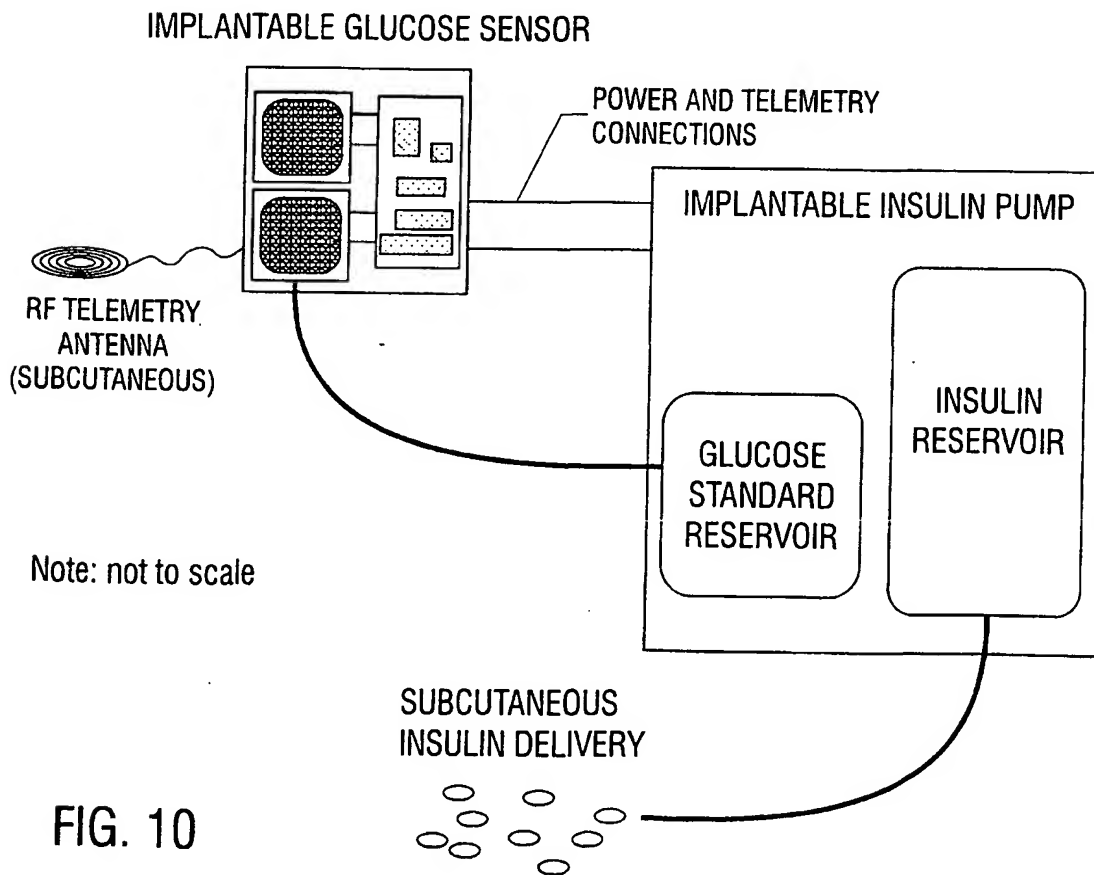 IMPLANTABLE GLUCOSE SENSOR
POWER AND TELEMETRY
CONNECTIONS
IMPLANTABLE INSULIN PUMP
RF TELEMETRY
ANTENNA
(SUBCUTANEOUS)
INSULIN
RESERVOIR
GLUCOSE
STANDARD
RESERVOIR
Note: not to scale
SUBCUTANEOUS
INSULIN DELIVERY
FIG. 10